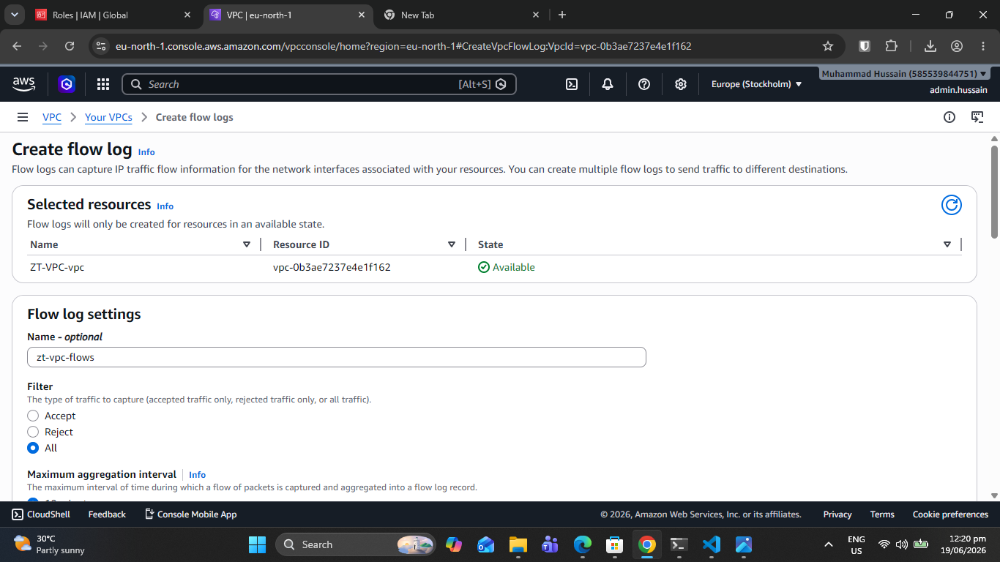 Roles | IAM | Global
VPC | eu-north-1
New Tab
eu-north-1.console.aws.amazon.com/vpcconsole/home?region=eu-north-1#CreateVpcFlowLog:VpcId=vpc-0b3ae7237e4e1f162
aws
Search
[Alt+S]
Europe (Stockholm)
Muhammad Hussain (585539844751)
admin.hussain
VPC
Your VPCs
Create flow logs
Create flow log Info
Flow logs can capture IP traffic flow information for the network interfaces associated with your resources. You can create multiple flow logs to send traffic to different destinations.
Selected resources Info
Flow logs will only be created for resources in an available state.
Name Resource ID State
ZT-VPC-vpc vpc-0b3ae7237e4e1f162 Available
Flow log settings
Name - optional
zt-vpc-flows
Filter
The type of traffic to capture (accepted traffic only, rejected traffic only, or all traffic).
Accept
Reject
All
Maximum aggregation interval Info
The maximum interval of time during which a flow of packets is captured and aggregated into a flow log record.
CloudShell Feedback Console Mobile App © 2026, Amazon Web Services, Inc. or its affiliates. Privacy Terms Cookie preferences
30°C
Partly sunny
Search
ENG
US
12:20 pm
19/06/2026